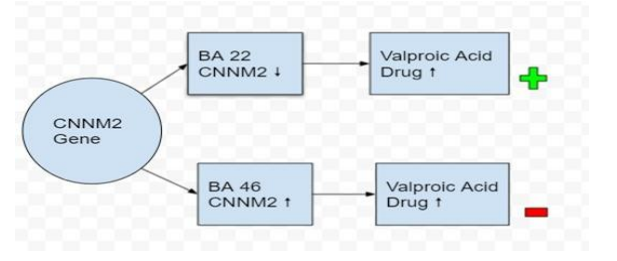 BA 22
CNNM2 ↓
Valproic Acid
Drug ↑
CNNM2
Gene
BA 46
CNNM2 ↑
Valproic Acid
Drug ↑